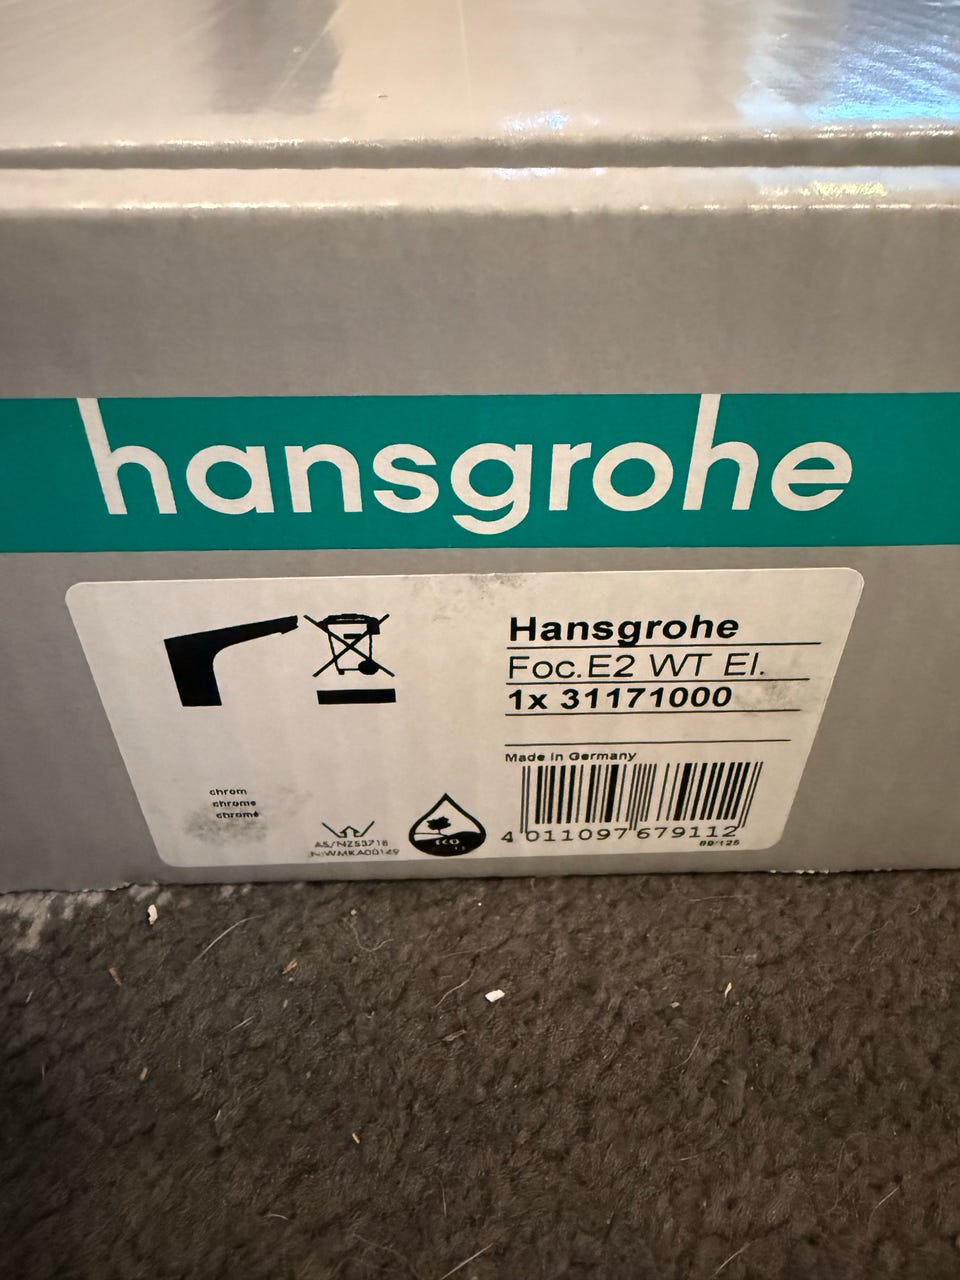 hansgrohe
Hansgrohe
Foc.E2 WT El.
1x 31171000
Made in Germany
chrom
chrome
chromé
4 011097 679112
AS/NZS3718
ECO